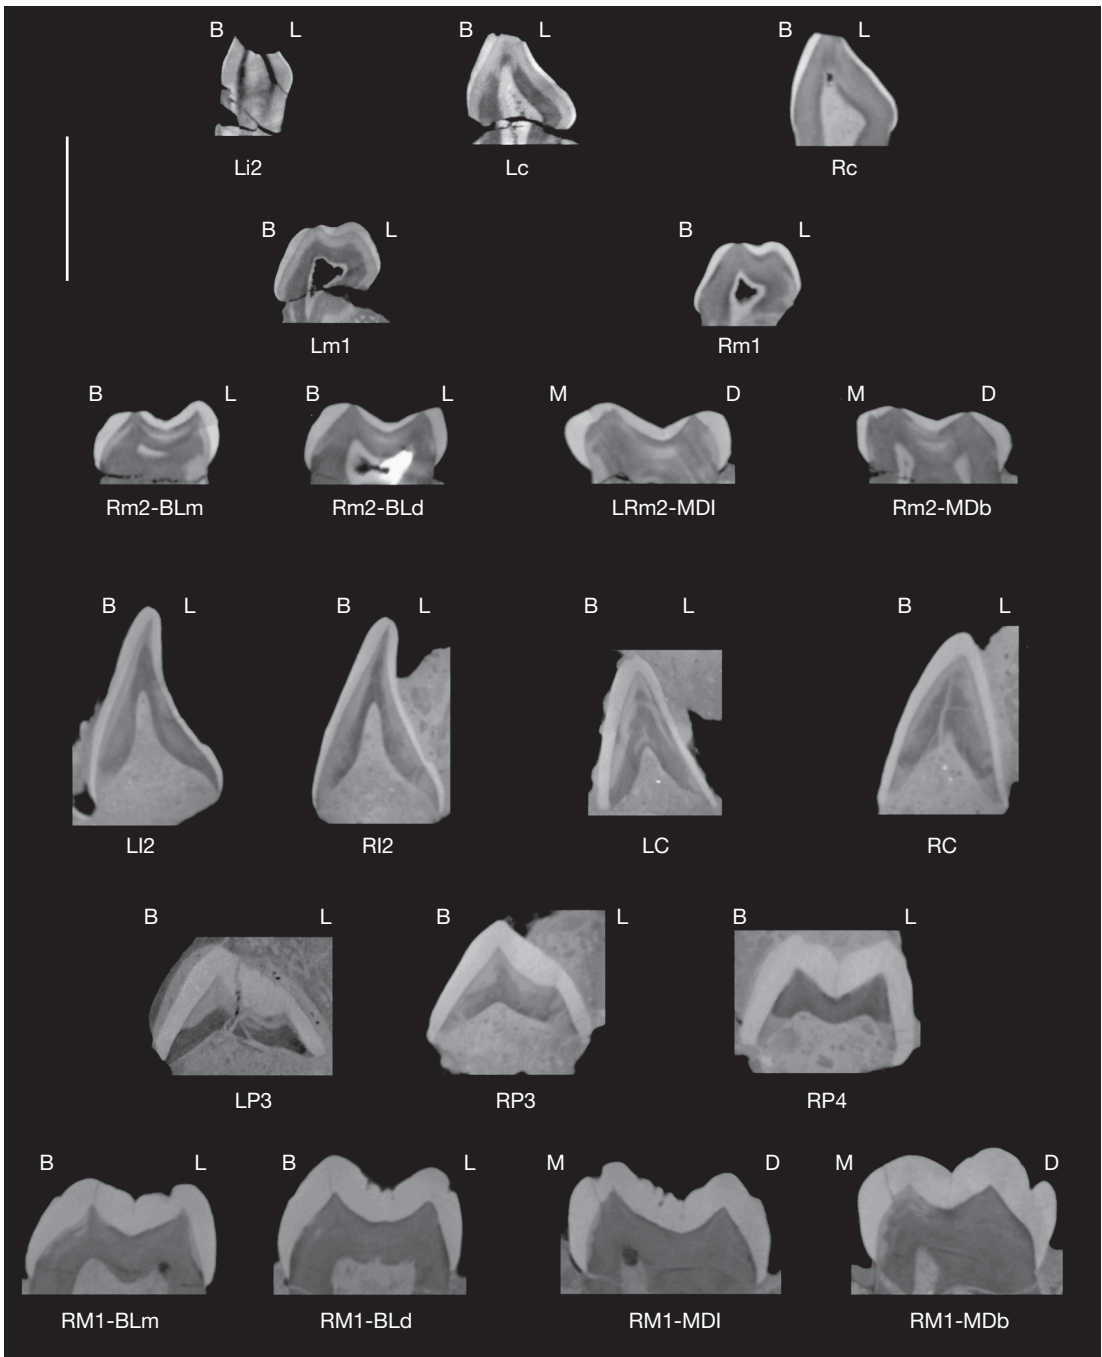 B L B L B L
Li2 Lc Rc
B L B L
Lm1 Rm1
B L B L M D M D
Rm2-BLm Rm2-BLd LRm2-MDl Rm2-MDb
B L B L B L B L
LI2 RI2 LC RC
B L B L B L
LP3 RP3 RP4
B L B L M D M D
RM1-BLm RM1-BLd RM1-MDl RM1-MDb